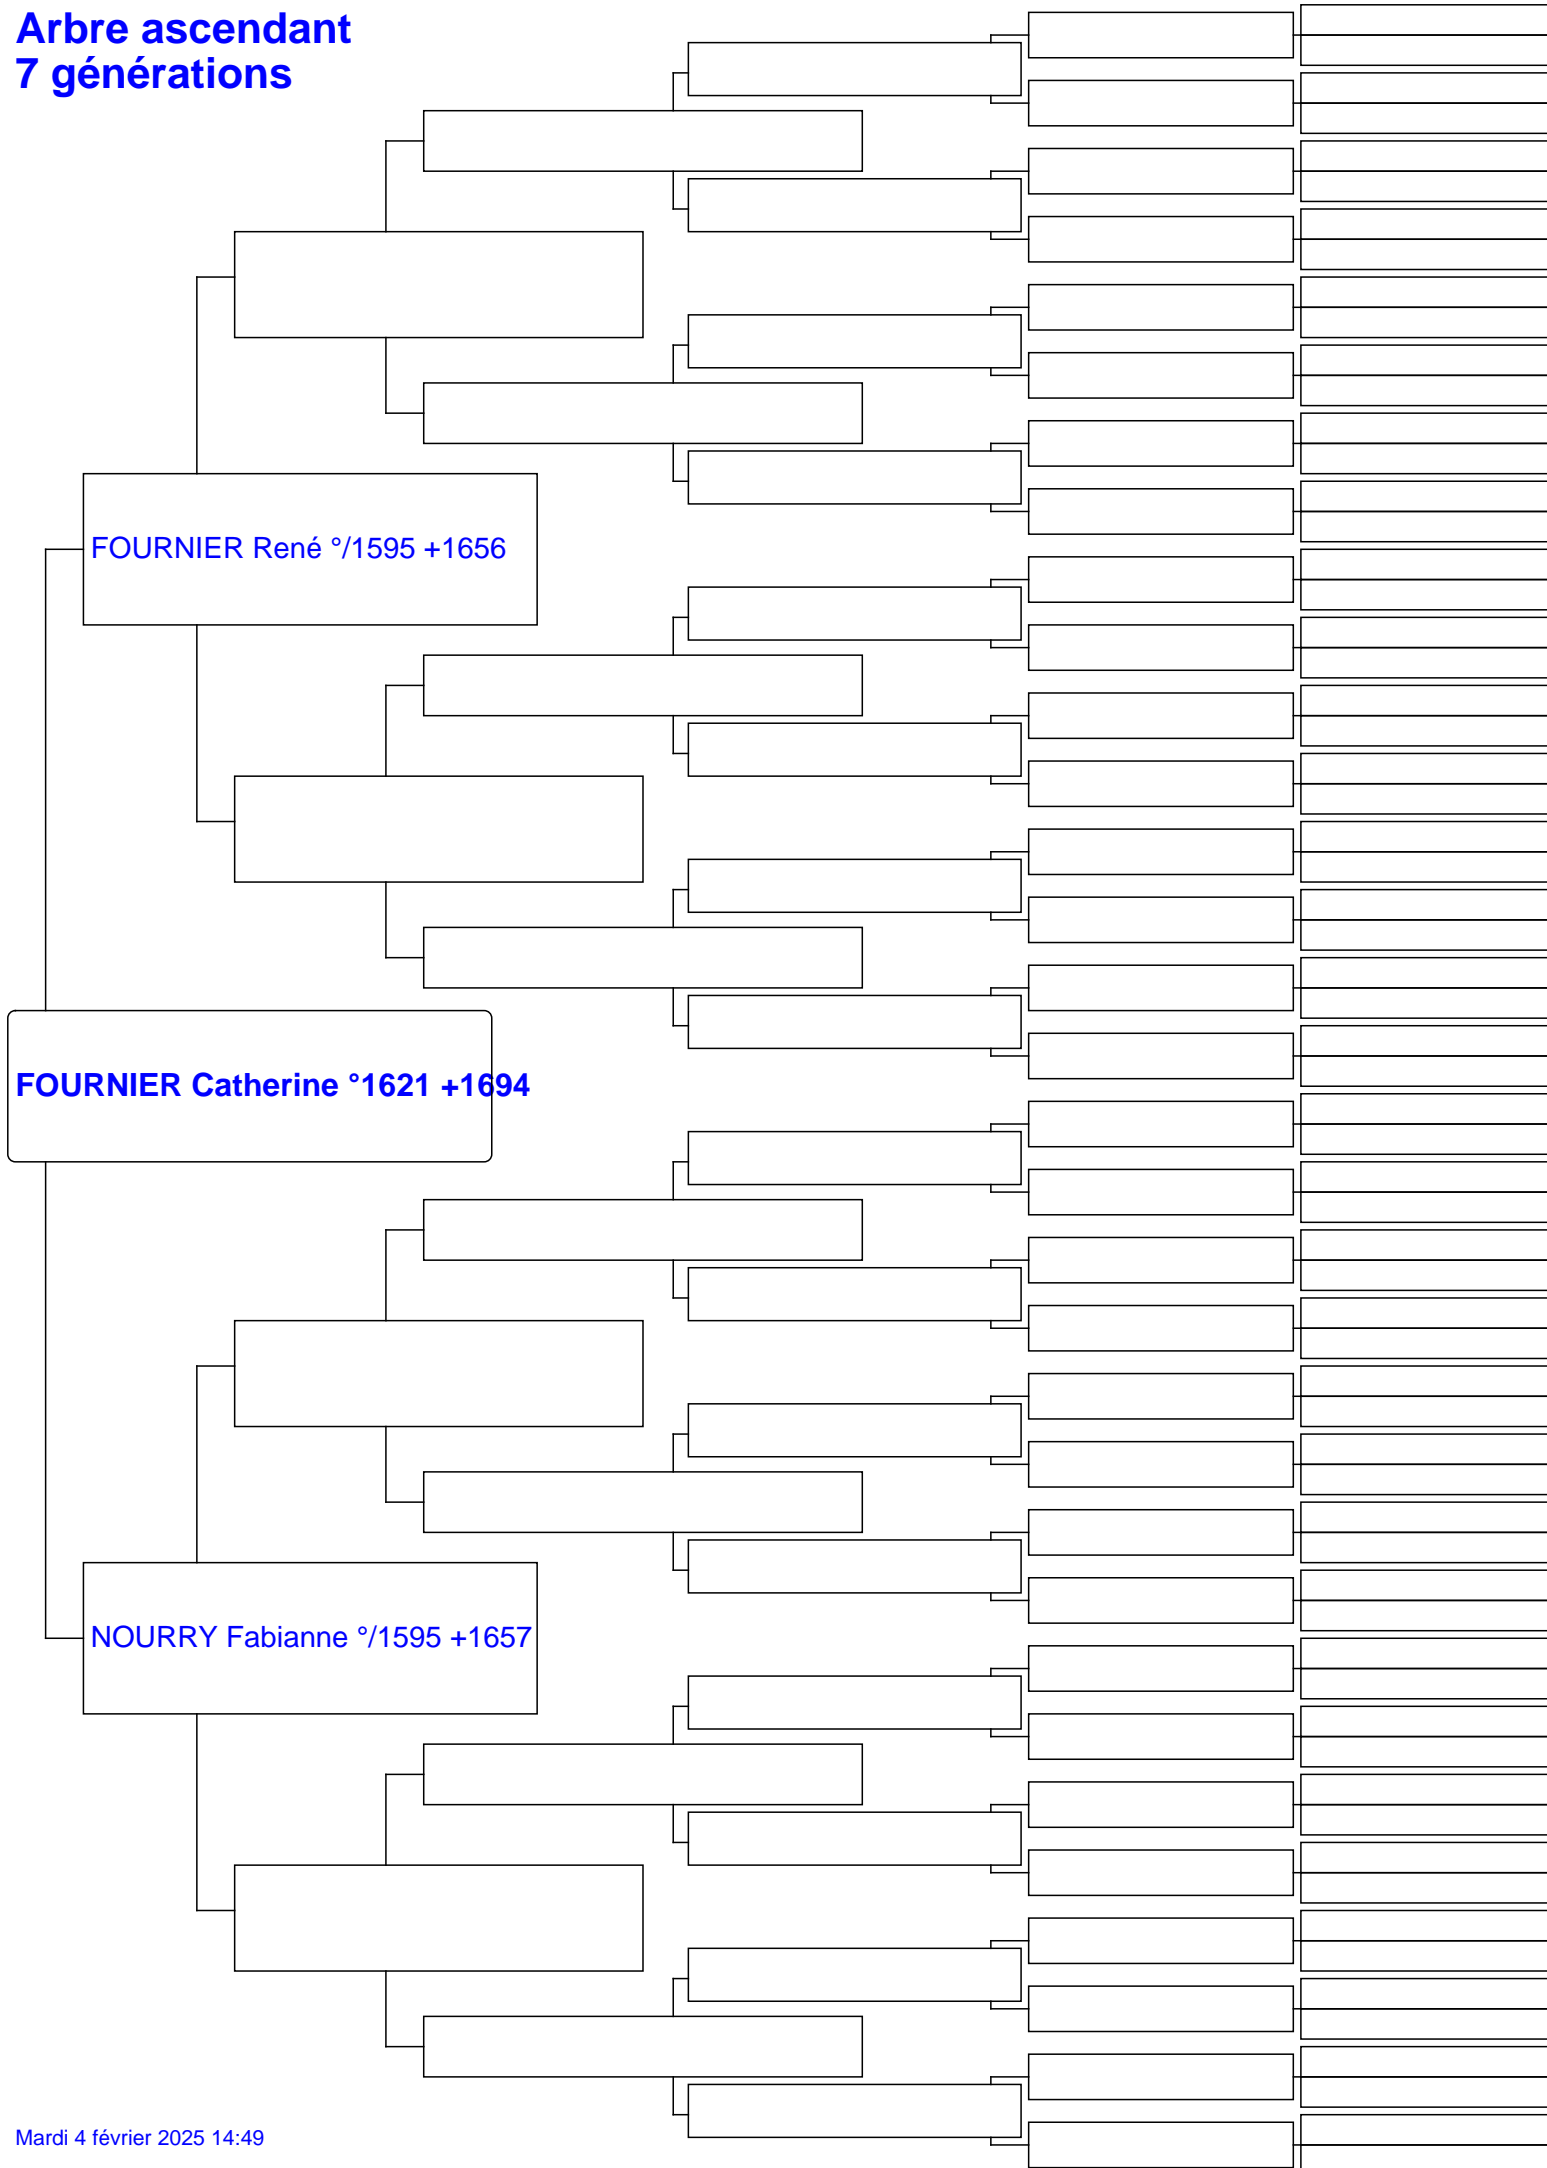 Arbre ascendant
7 générations
FOURNIER René °/1595 +1656
FOURNIER Catherine °1621 +1694
NOURRY Fabianne °/1595 +1657
Mardi 4 février 2025 14:49